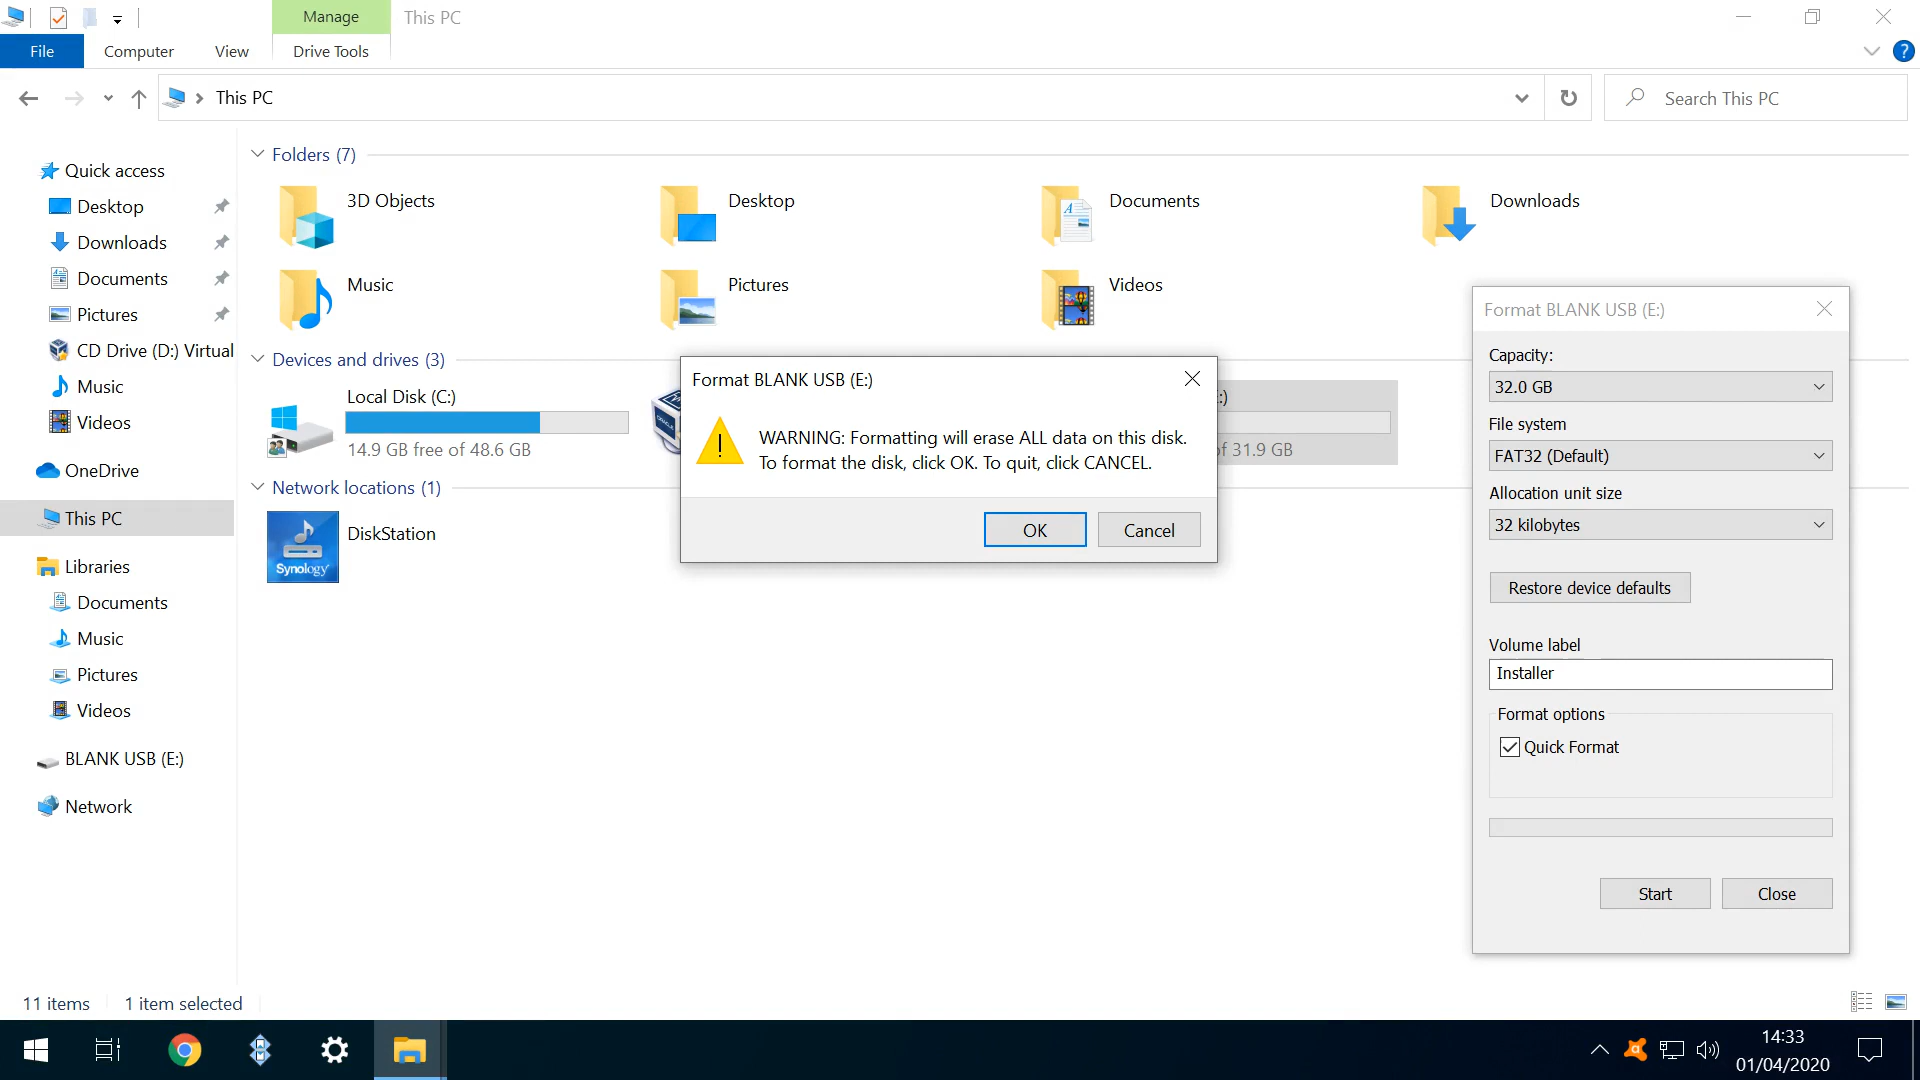 Manage
This PC
File
Computer
View
Drive Tools
?
This PC
Search This PC
Quick access
Desktop
Downloads
Documents
Pictures
CD Drive (D:) Virtual
Music
Videos
OneDrive
This PC
Libraries
Documents
Music
Pictures
Videos
BLANK USB (E:)
Network
Folders (7)
3D Objects
Desktop
Documents
Downloads
Music
Pictures
Videos
Devices and drives (3)
Local Disk (C:)
14.9 GB free of 48.6 GB
:)
of 31.9 GB
Network locations (1)
DiskStation
Synology
Format BLANK USB (E:)
WARNING: Formatting will erase ALL data on this disk.
To format the disk, click OK. To quit, click CANCEL.
OK
Cancel
Format BLANK USB (E:)
Capacity:
32.0 GB
File system
FAT32 (Default)
Allocation unit size
32 kilobytes
Restore device defaults
Volume label
Installer
Format options
Quick Format
Start
Close
11 items
1 item selected
14:33
01/04/2020